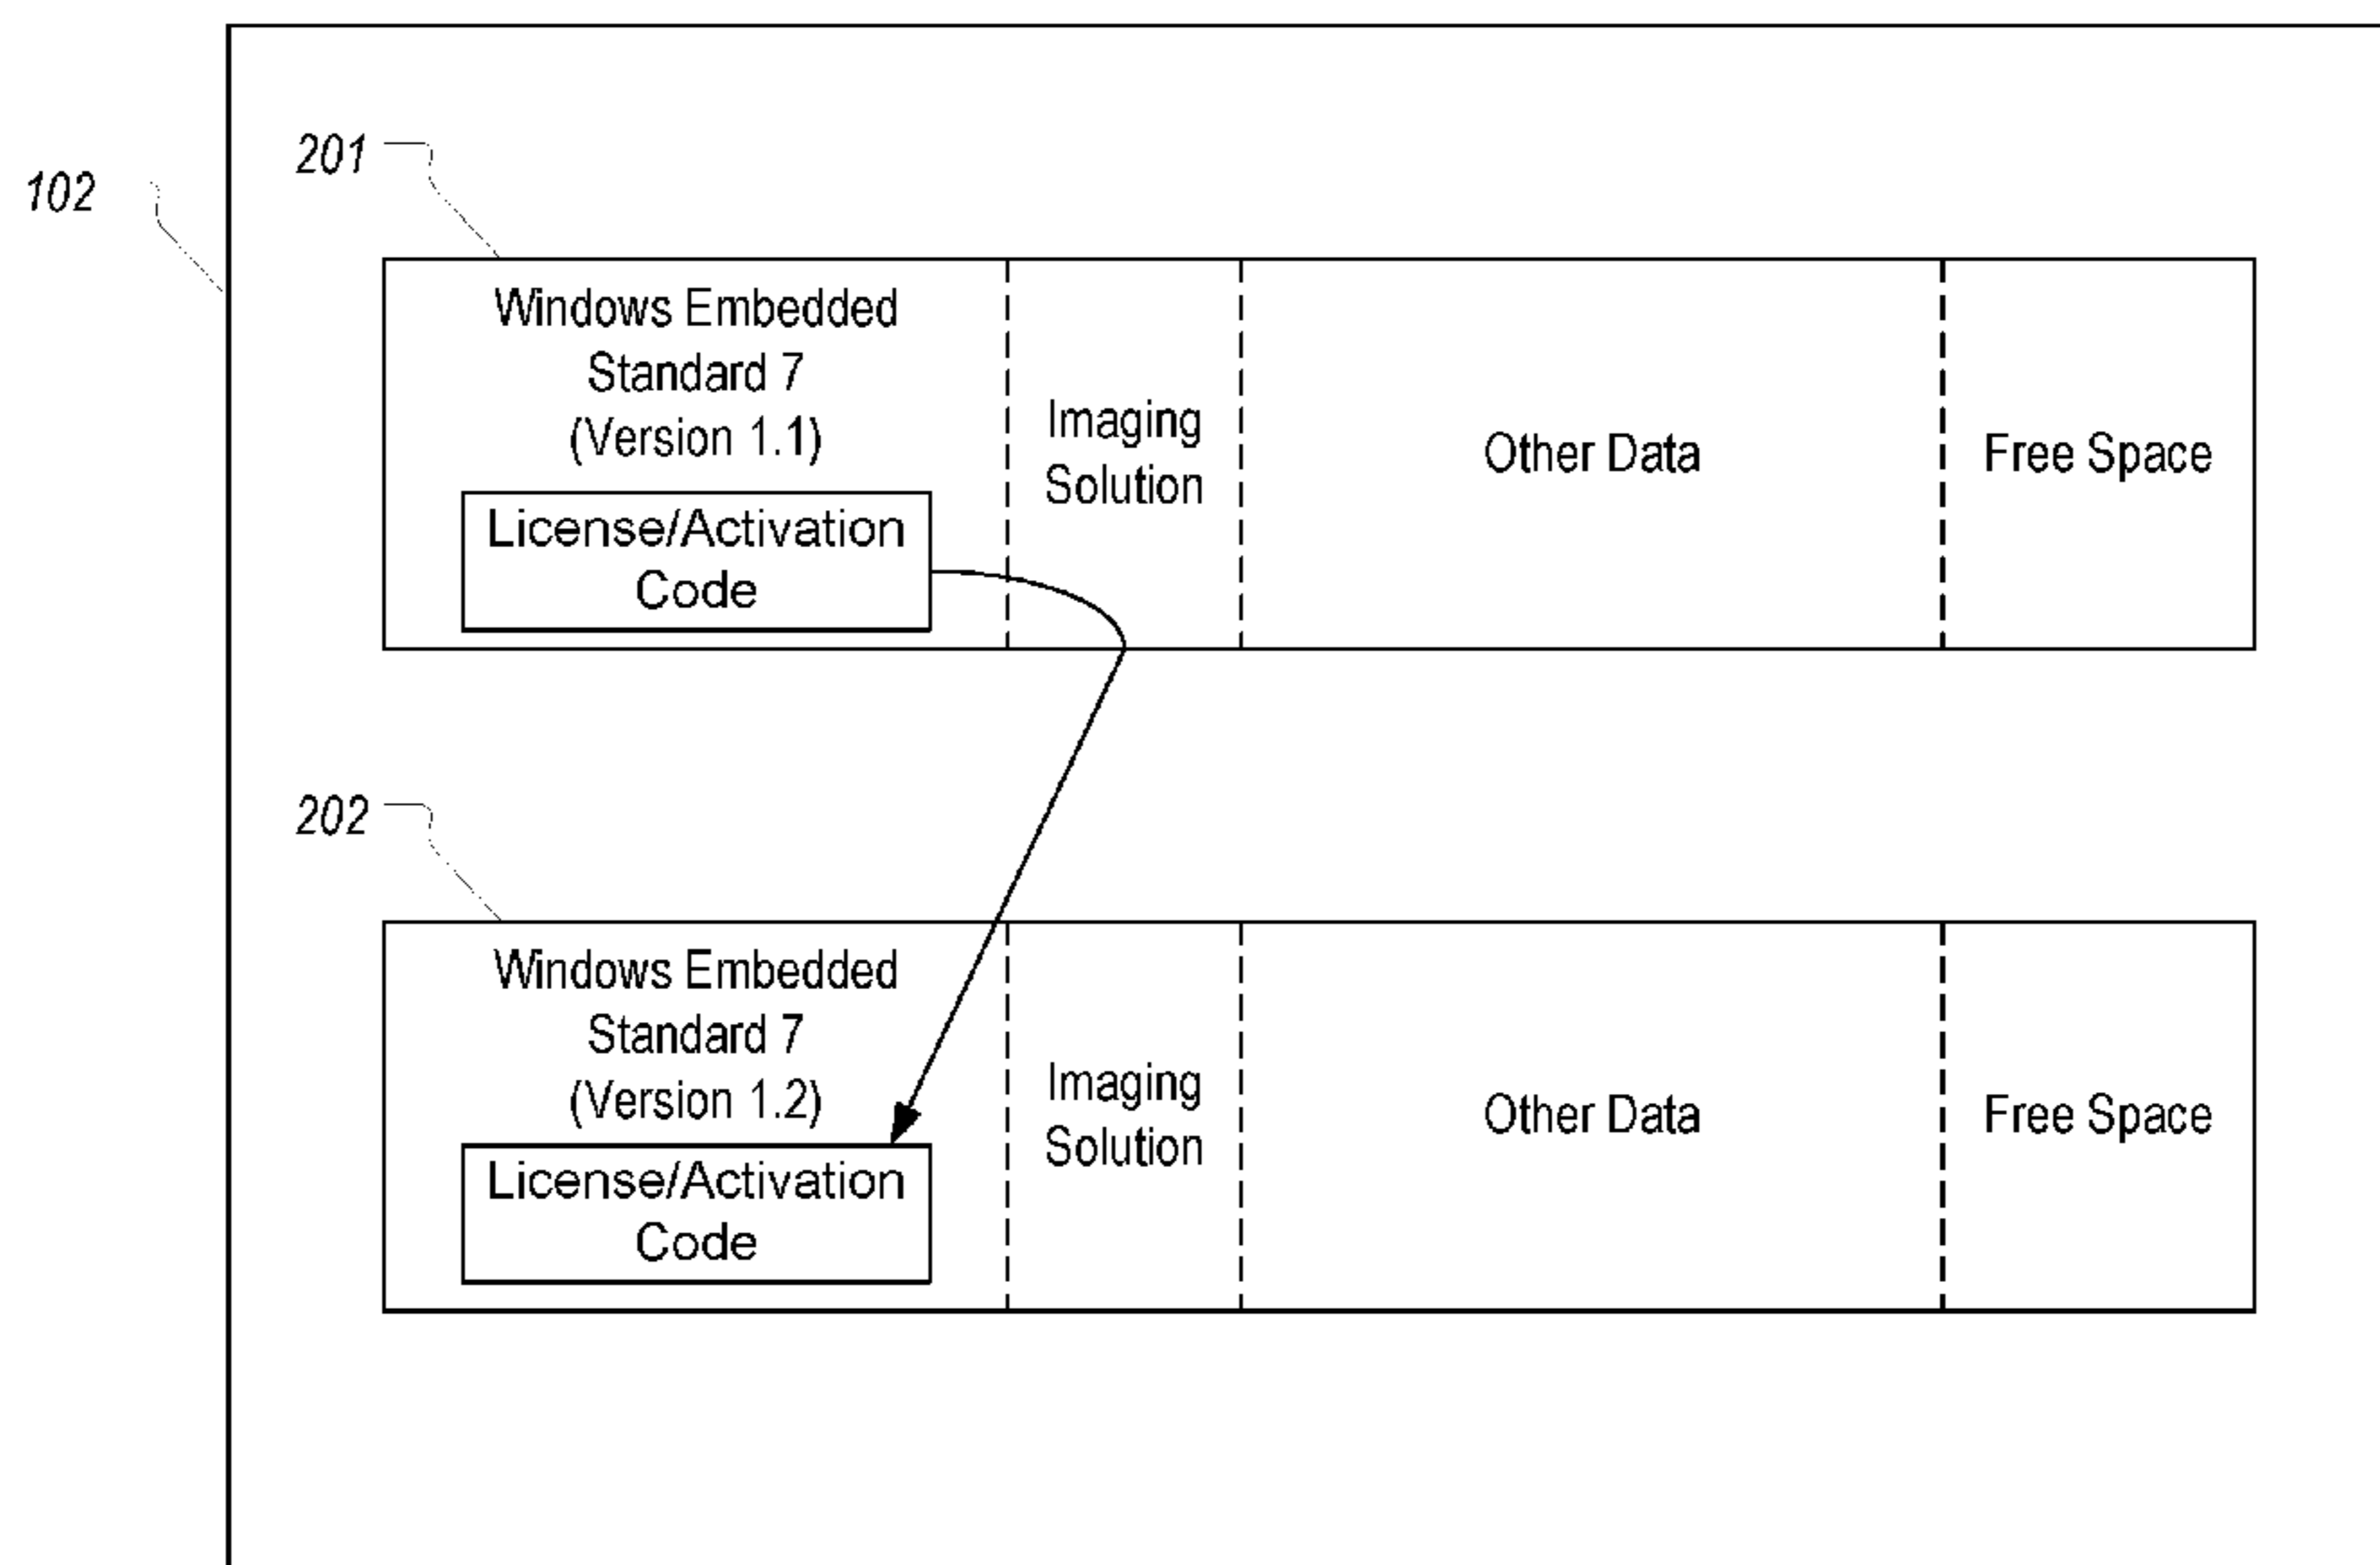 201
102
Windows Embedded
Standard 7
(Version 1.1)
License/Activation
Code
Imaging
Solution
Other Data
Free Space
202
Windows Embedded
Standard 7
(Version 1.2)
License/Activation
Code
Imaging
Solution
Other Data
Free Space